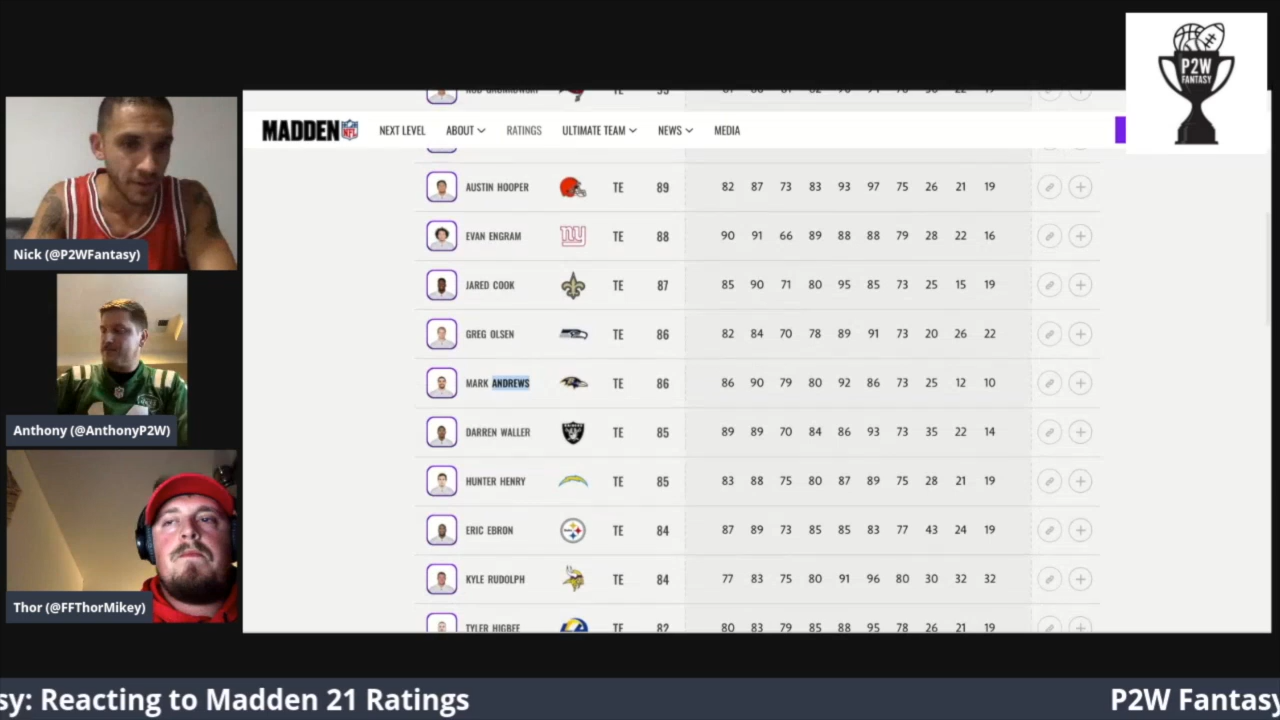 P2W
FANTASY
MADDEN NFL NEXT LEVEL ABOUT RATINGS ULTIMATE TEAM NEWS MEDIA
AUSTIN HOOPER TE 89 82 87 73 83 93 97 75 26 21 19
EVAN ENGRAM NY TE 88 90 91 66 89 88 88 79 28 22 16
JARED COOK TE 87 85 90 71 80 95 85 73 25 15 19
GREG OLSEN TE 86 82 84 70 78 89 91 73 20 26 22
MARK ANDREWS TE 86 86 90 79 80 92 86 73 25 12 10
DARREN WALLER TE 85 89 89 70 84 86 93 73 35 22 14
HUNTER HENRY TE 85 83 88 75 80 87 89 75 28 21 19
ERIC EBRON TE 84 87 89 73 85 85 83 77 43 24 19
KYLE RUDOLPH TE 84 77 83 75 80 91 96 80 30 32 32
TYLER HIGBEE TE 82 80 83 79 85 88 95 78 26 21 19
Nick (@P2WFantasy)
Anthony (@AnthonyP2W)
Thor (@FFThorMikey)
sy: Reacting to Madden 21 Ratings P2W Fantasy